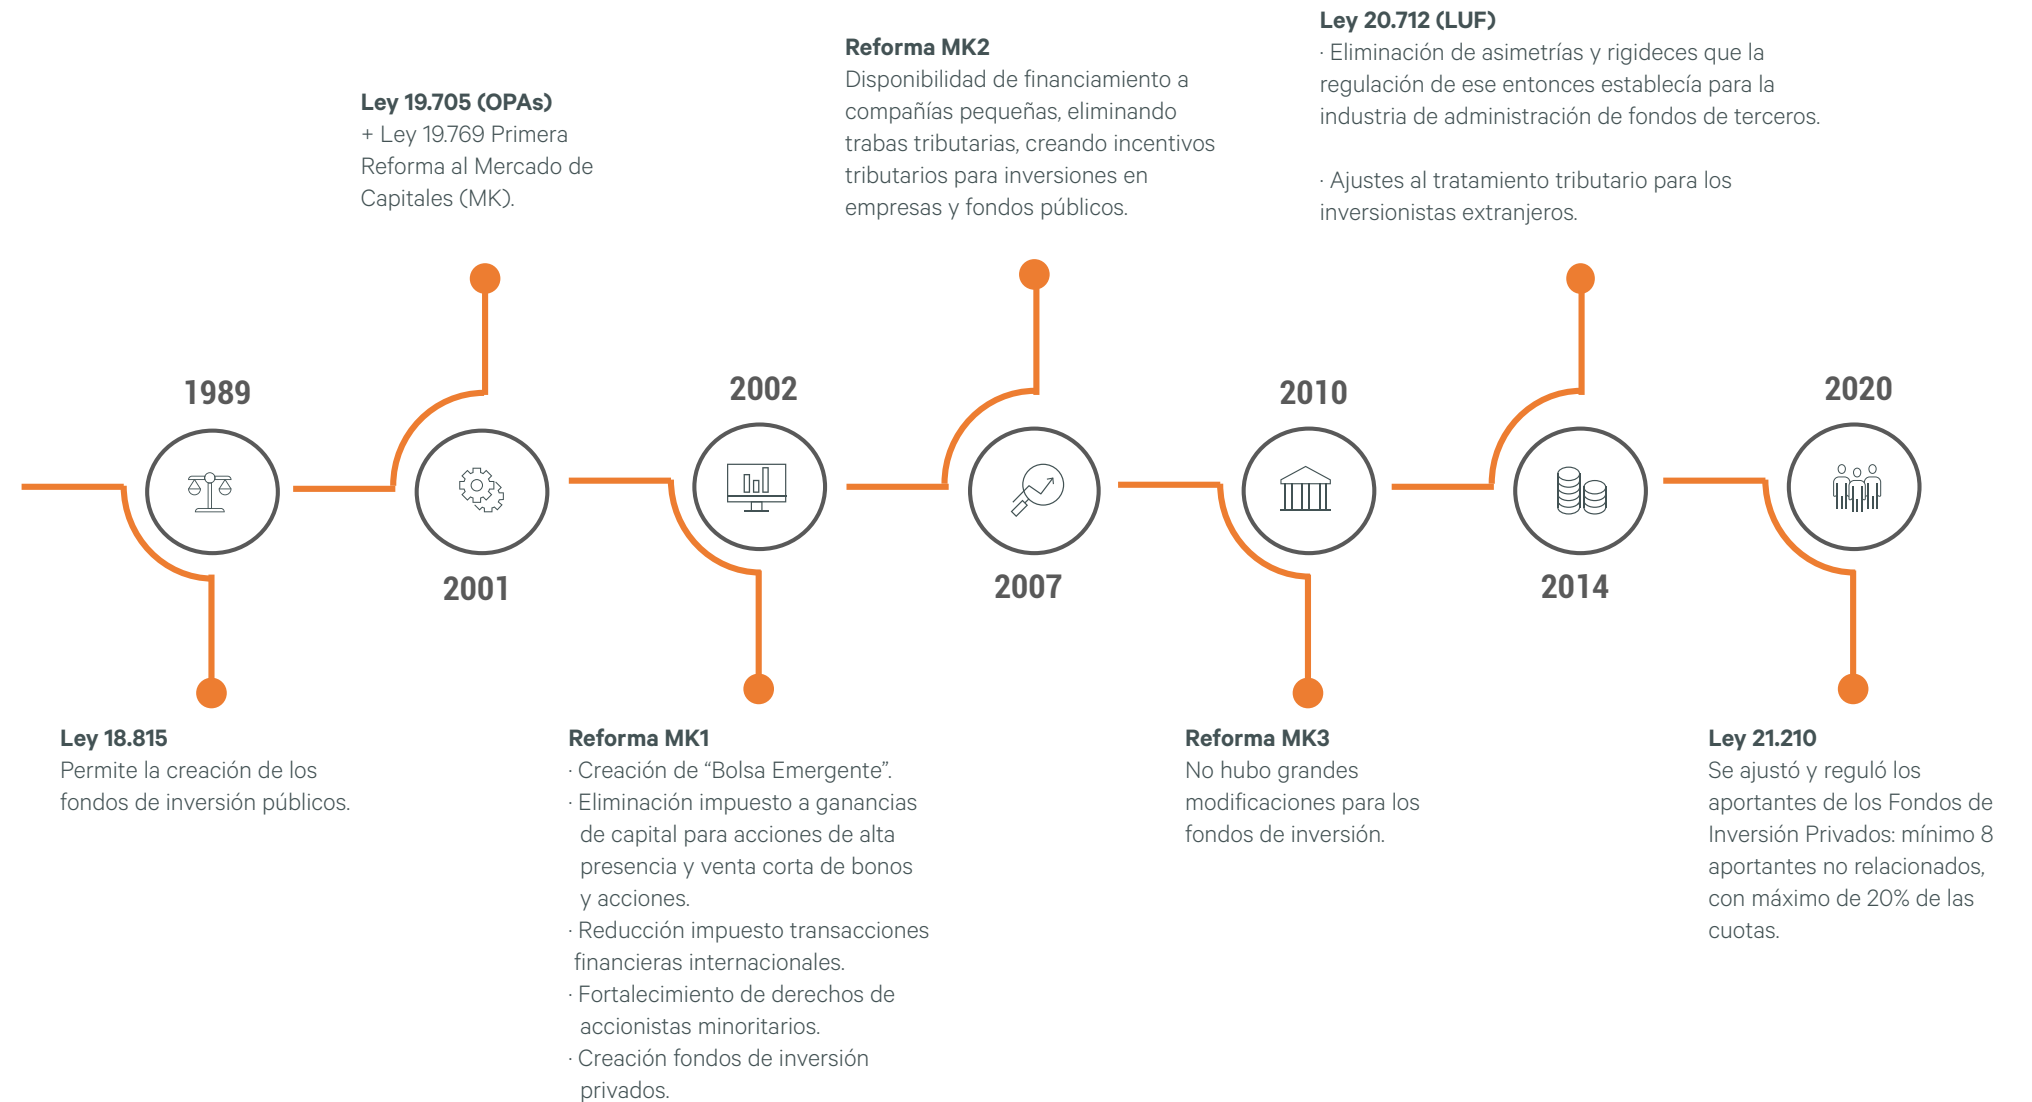 1989
Ley 18.815
Permite la creación de los
fondos de inversión públicos.
Ley 19.705 (OPAs)
+ Ley 19.769 Primera
Reforma al Mercado de
Capitales (MK).
2001
2002
Reforma MK1
· Creación de “Bolsa Emergente”.
· Eliminación impuesto a ganancias
de capital para acciones de alta
presencia y venta corta de bonos
y acciones.
· Reducción impuesto transacciones
financieras internacionales.
· Fortalecimiento de derechos de
accionistas minoritarios.
· Creación fondos de inversión
privados.
Reforma MK2
Disponibilidad de financiamiento a
compañías pequeñas, eliminando
trabas tributarias, creando incentivos
tributarios para inversiones en
empresas y fondos públicos.
2007
2010
Reforma MK3
No hubo grandes
modificaciones para los
fondos de inversión.
Ley 20.712 (LUF)
· Eliminación de asimetrías y rigideces que la
regulación de ese entonces establecía para la
industria de administración de fondos de terceros.
· Ajustes al tratamiento tributario para los
inversionistas extranjeros.
2014
2020
Ley 21.210
Se ajustó y reguló los
aportantes de los Fondos de
Inversión Privados: mínimo 8
aportantes no relacionados,
con máximo de 20% de las
cuotas.